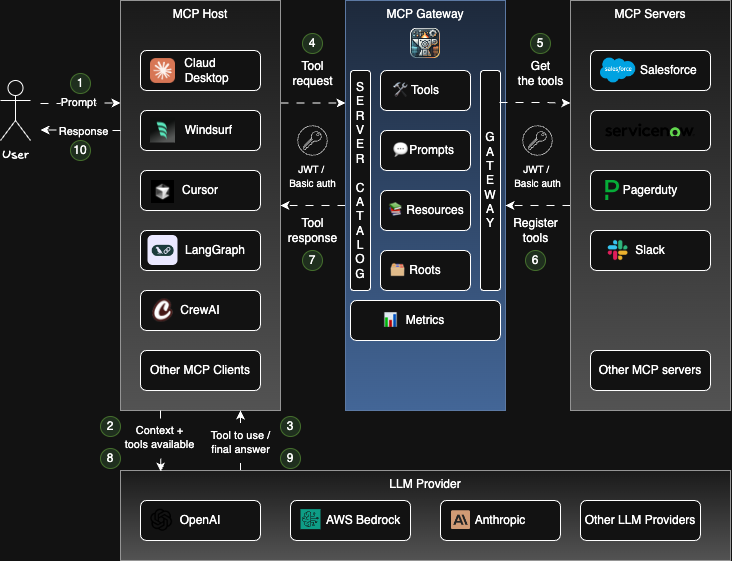 MCP Host
MCP Gateway
MCP Servers
1
Prompt
Response
10
User
Claud
Desktop
Windsurf
Cursor
LangGraph
CrewAI
Other MCP Clients
4
Tool
request
JWT /
Basic auth
Tool
response
7
SERVER CATALOG
Tools
Prompts
Resources
Roots
GATEWAY
Metrics
5
Get
the tools
JWT /
Basic auth
Register
tools
6
salesforce
Salesforce
servicenow
Pagerduty
Slack
Other MCP servers
2
Context +
tools available
8
3
Tool to use /
final answer
9
LLM Provider
OpenAI
AWS Bedrock
Anthropic
Other LLM Providers